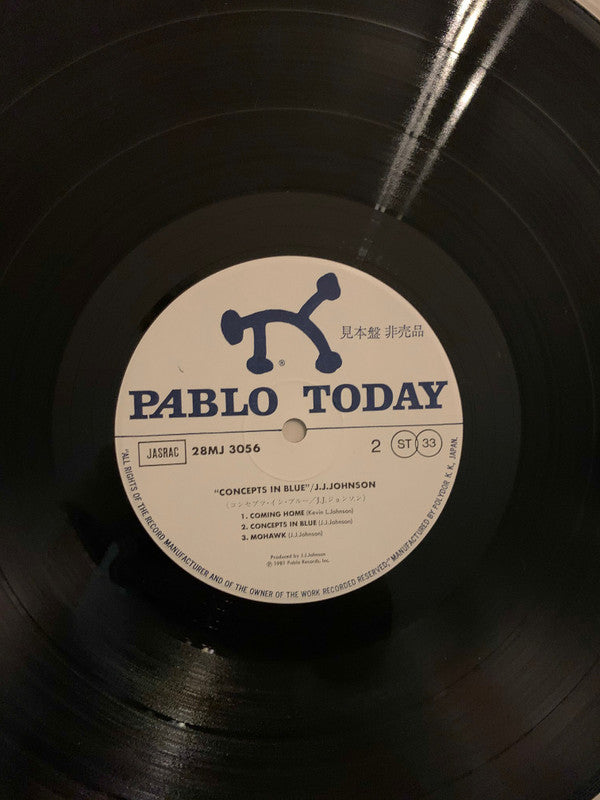 見本盤 非売品
®
PABLO TODAY
JASRAC 28MJ 3056 2 ST 33
"CONCEPTS IN BLUE"/J.J.JOHNSON
(コンセプツ・イン・ブルー/J.J.ジョンソン)
1. COMING HOME (Kevin L.Johnson)
2. CONCEPTS IN BLUE (J.J.Johnson)
3. MOHAWK (J.J.Johnson)
Produced by J.J.Johnson
℗ 1981 Pablo Records Inc.
"ALL RIGHTS OF THE RECORD MANUFACTURER AND OF THE OWNER OF THE WORK RECORDED RESERVED," MANUFACTURED BY POLYDOR K.K., JAPAN.